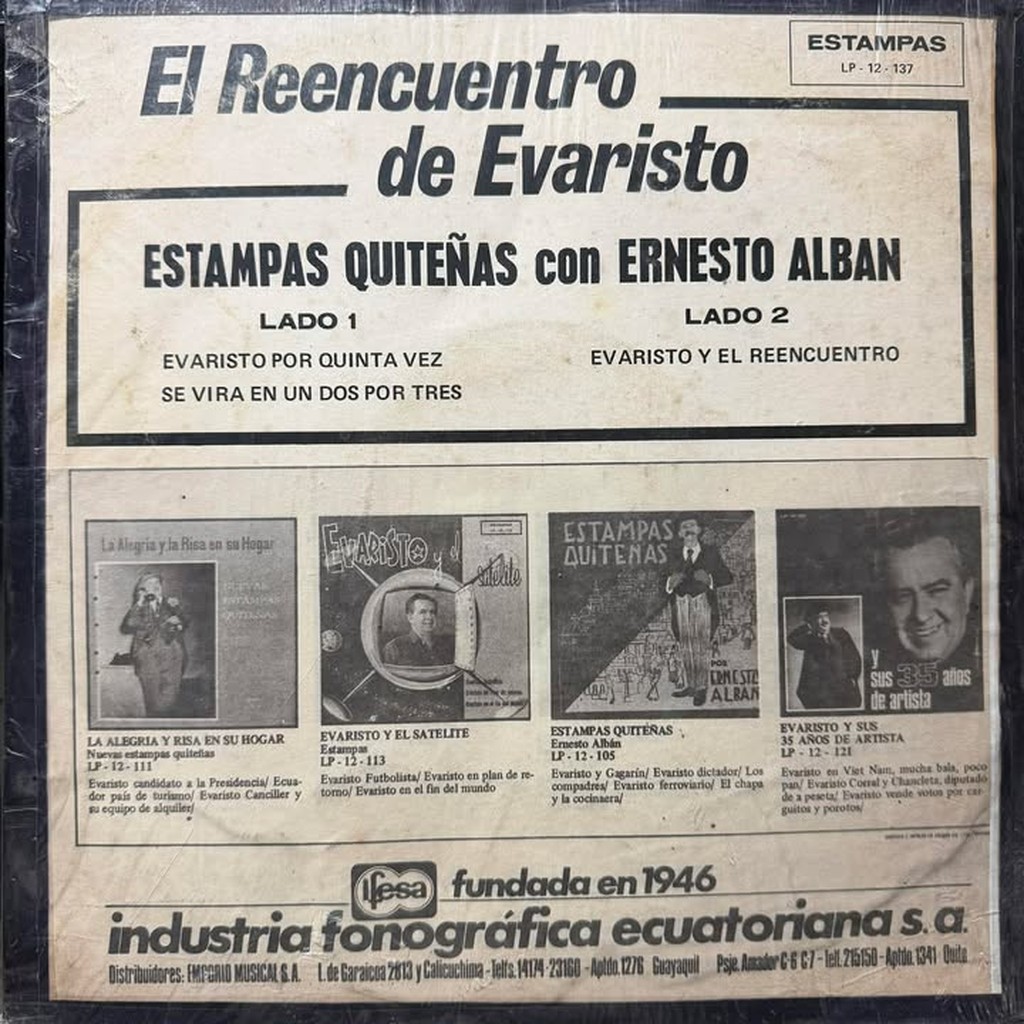 ESTAMPAS
LP - 12 - 137
El Reencuentro
de Evaristo
ESTAMPAS QUITEÑAS con ERNESTO ALBAN
LADO 1
EVARISTO POR QUINTA VEZ
SE VIRA EN UN DOS POR TRES
LADO 2
EVARISTO Y EL REENCUENTRO
La Alegria y la Risa en su Hogar
NUEVAS
ESTAMPAS
QUITEÑAS
LA ALEGRIA Y RISA EN SU HOGAR
Nuevas estampas quiteñas
LP - 12 - 111
Evaristo candidato a la Presidencia/ Ecua-
dor país de turismo/ Evaristo Canciller y
su equipo de alquiler/
EVARISTO y el
satelite
EVARISTO Y EL SATELITE
Estampas
LP - 12 - 113
Evaristo Futbolista/ Evaristo en plan de re-
torno/ Evaristo en el fin del mundo
ESTAMPAS
QUITEÑAS
POR
ERNESTO
ALBAN
ESTAMPAS QUITEÑAS
Ernesto Albán
LP - 12 - 105
Evaristo y Gagarín/ Evaristo dictador/ Los
compadres/ Evaristo ferroviario/ El chapa
y la cocinaera/
y
sus 35 años
de artista
EVARISTO Y SUS
35 AÑOS DE ARTISTA
LP - 12 - 121
Evaristo en Viet Nam, mucha bala, poco
pan/ Evaristo Corral y Chancleta, diputado
de a peseta/ Evaristo vende votos por car-
guitos y porotos/
ifesa fundada en 1946
industria fonográfica ecuatoriana s.a.
Distribuidores: EMPORIO MUSICAL S.A. L. de Garaicoa 2813 y Calicuchima - Telfs. 14174 - 23160 - Aptdo. 1276 Guayaquil Psje. Amador C-6 C-7 - Tel. 215150 - Aptdo. 1341 Quito